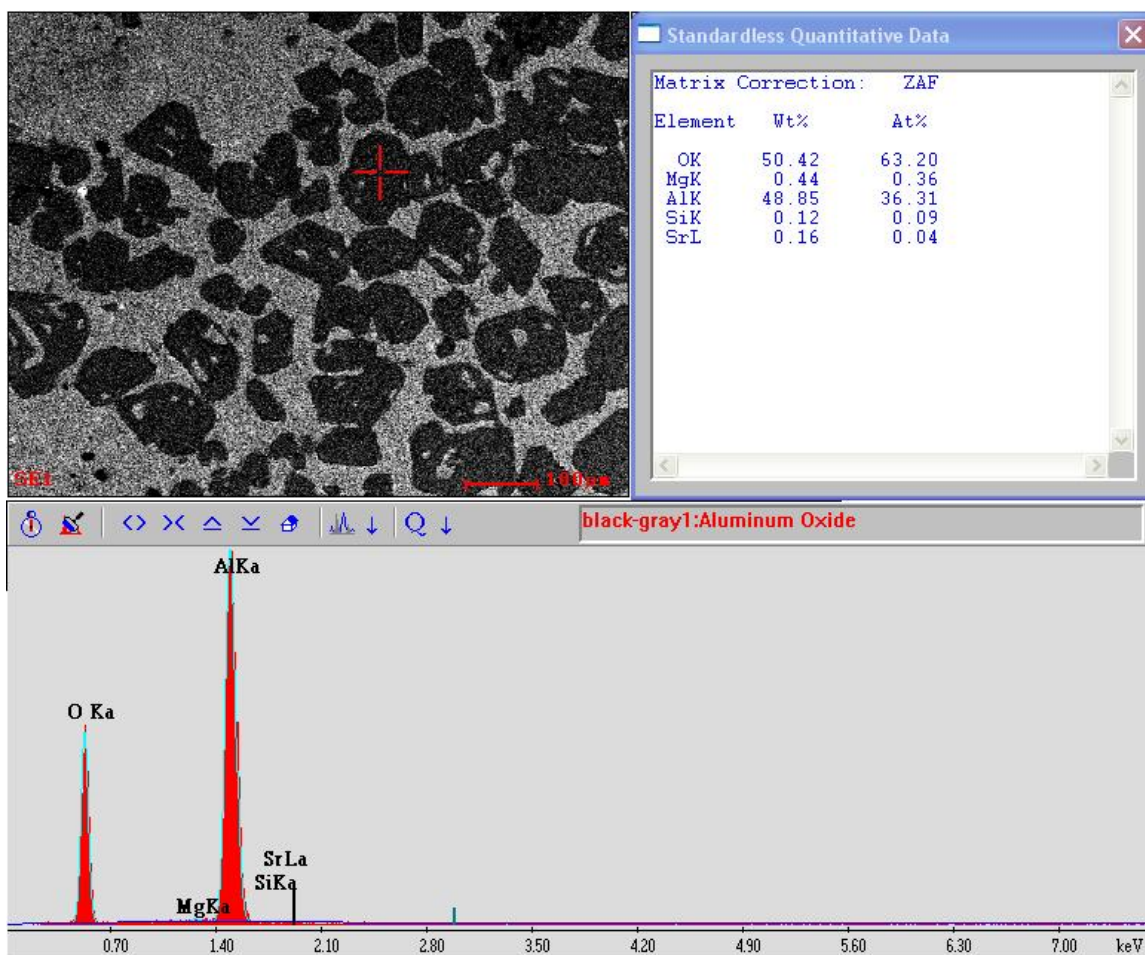 Standardless Quantitative Data
Matrix Correction: ZAF
Element Wt% At%
OK 50.42 63.20
MgK 0.44 0.36
AlK 48.85 36.31
SiK 0.12 0.09
SrL 0.16 0.04
100µm
black-gray1:Aluminum Oxide
AlKa
O Ka
SrLa
SiKa
MgKa
0.70 1.40 2.10 2.80 3.50 4.20 4.90 5.60 6.30 7.00 keV